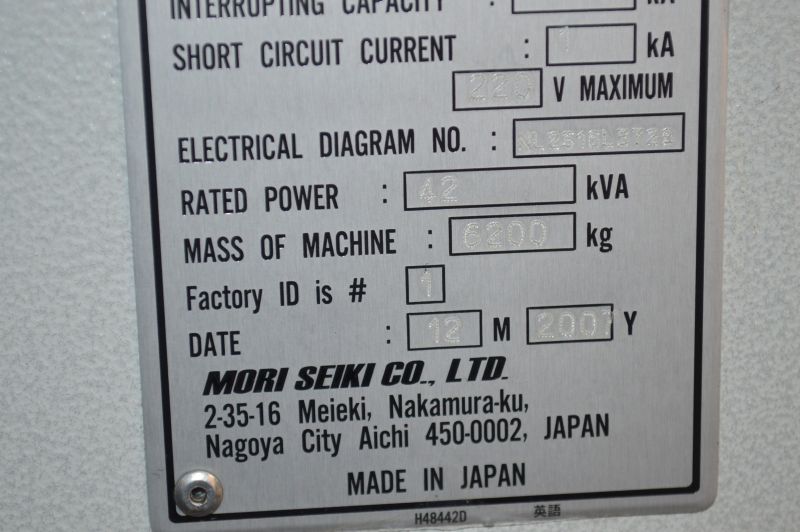 INTERRUPTING CAPACITY : kA
SHORT CIRCUIT CURRENT : 1 kA
220 V MAXIMUM
ELECTRICAL DIAGRAM NO. :
RATED POWER : 42 kVA
MASS OF MACHINE : 6200 kg
Factory ID is # 1
DATE : 12 M 2007 Y
MORI SEIKI CO., LTD.
2-35-16 Meieki, Nakamura-ku,
Nagoya City Aichi 450-0002, JAPAN
MADE IN JAPAN
H48442D 英語